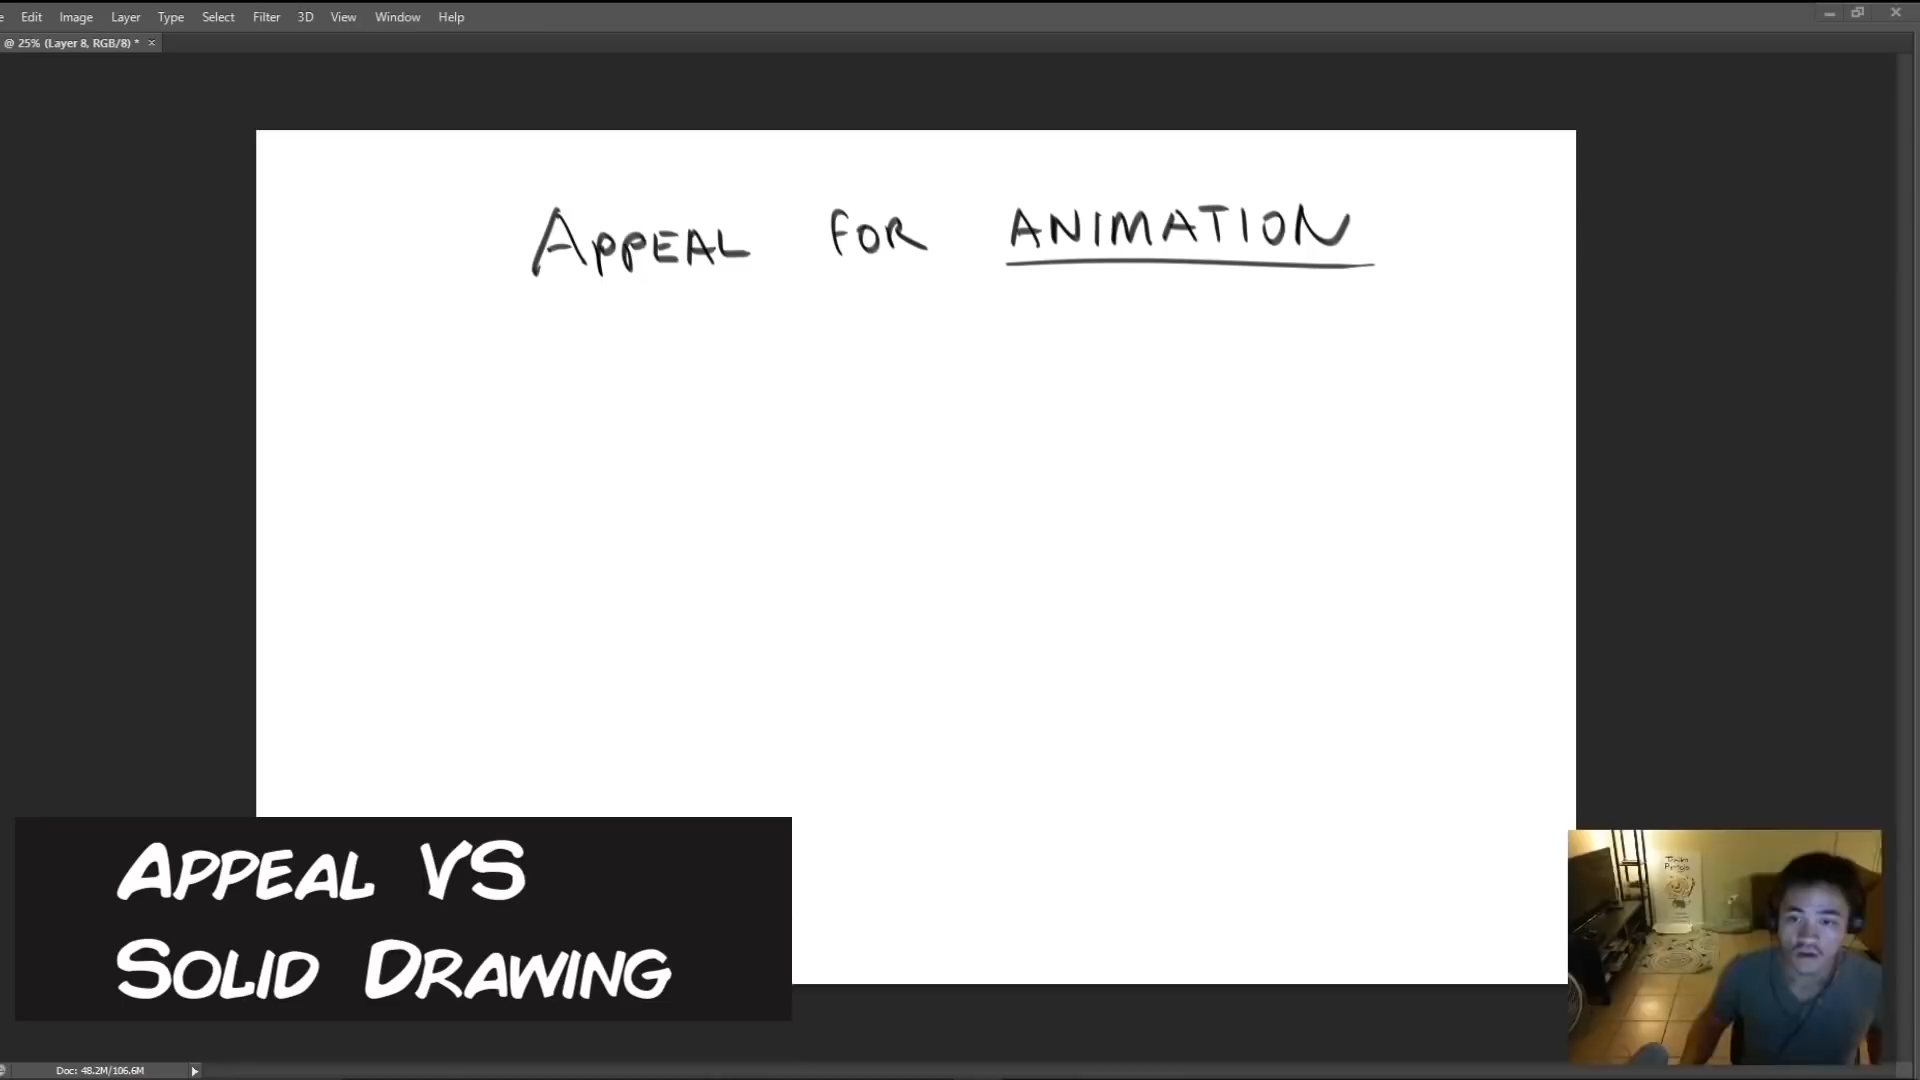 Edit Image Layer Type Select Filter 3D View Window Help
@ 25% (Layer 8, RGB/8) * ×
APPEAL FOR ANIMATION
APPEAL VS
SOLID DRAWING
Doc: 48.2M/106.6M